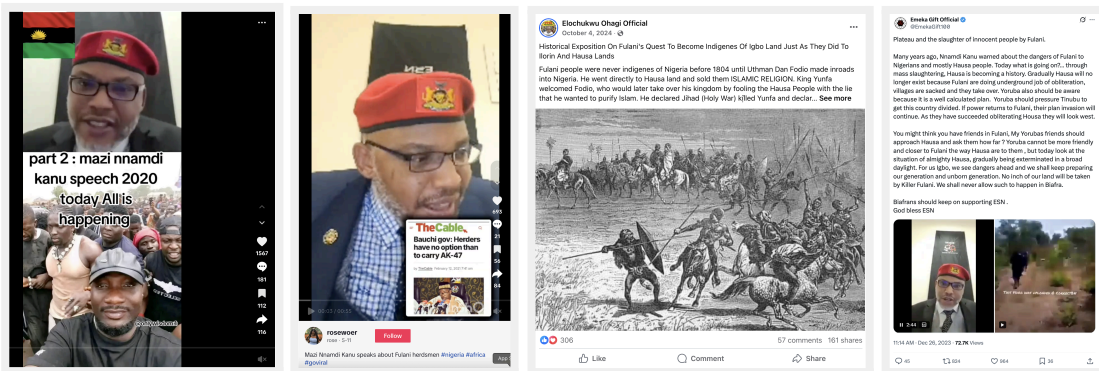 part 2 : mazi nnamdi
kanu speech 2020
today All is
happening
1567
181
112
116
693
21
56
84
TheCable.
Bauchi gov: Herders
have no option than
to carry AK-47
rosewoer
rose · 5-11
Follow
Mazi Nnamdi Kanu speaks about Fulani herdsmen #nigeria #africa
#goviral
Elochukwu Ohagi Official
October 4, 2024 ·
Historical Exposition On Fulani's Quest To Become Indigenes Of Igbo Land Just As They Did To
Ilorin And Hausa Lands
Fulani people were never indigenes of Nigeria before 1804 until Uthman Dan Fodio made inroads
into Nigeria. He went directly to Hausa land and sold them ISLAMIC RELIGION. King Yunfa
welcomed Fodio, who would later take over his kingdom by fooling the Hausa People with the lie
that he wanted to purify Islam. He declared Jihad (Holy War) kįlled Yunfa and declar... See more
306
57 comments 161 shares
Like Comment Share
Emeka Gift Official
@EmekaGift100
Plateau and the slaughter of innocent people by Fulani.
Many years ago, Nnamdi Kanu warned about the dangers of Fulani to
Nigerians and mostly Hausa people. Today what is going on?... through
mass slaughtering, Hausa is becoming a history. Gradually Hausa will no
longer exist because Fulani are doing underground job of obliteration,
villages are sacked and they take over. Yoruba also should be aware
because it is a well calculated plan. Yoruba should pressure Tinubu to
get this country divided. If power returns to Fulani, their plan invasion will
continue. As they have succeeded obliterating Housa they will look west.
You might think you have friends in Fulani, My Yorubas friends should
approach Hausa and ask them how far ? Yoruba cannot be more friendly
and closer to Fulani the way Hausa are to them , but today look at the
situation of almighty Hausa, gradually being exterminated in a broad
daylight. For us Igbo, we see dangers ahead and we shall keep preparing
our generation and unborn generation. No inch of our land will be taken
by Killer Fulani. We shall never allow such to happen in Biafra.
Biafrans should keep on supporting ESN .
God bless ESN
2:44
11:14 AM · Dec 26, 2023 · 72.7K Views
45 824 964 36